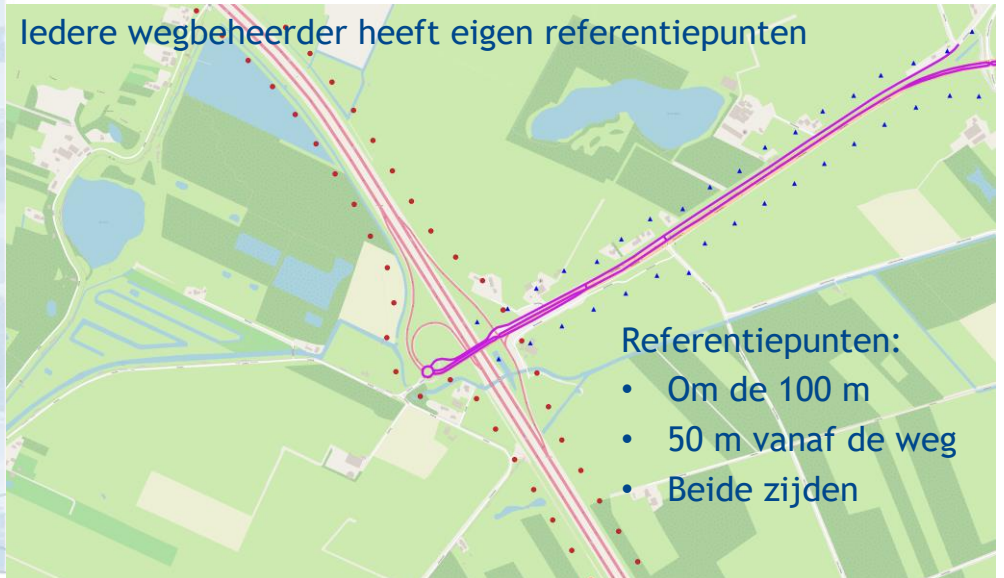 Iedere wegbeheerder heeft eigen referentiepunten
Referentiepunten:
• Om de 100 m
• 50 m vanaf de weg
• Beide zijden